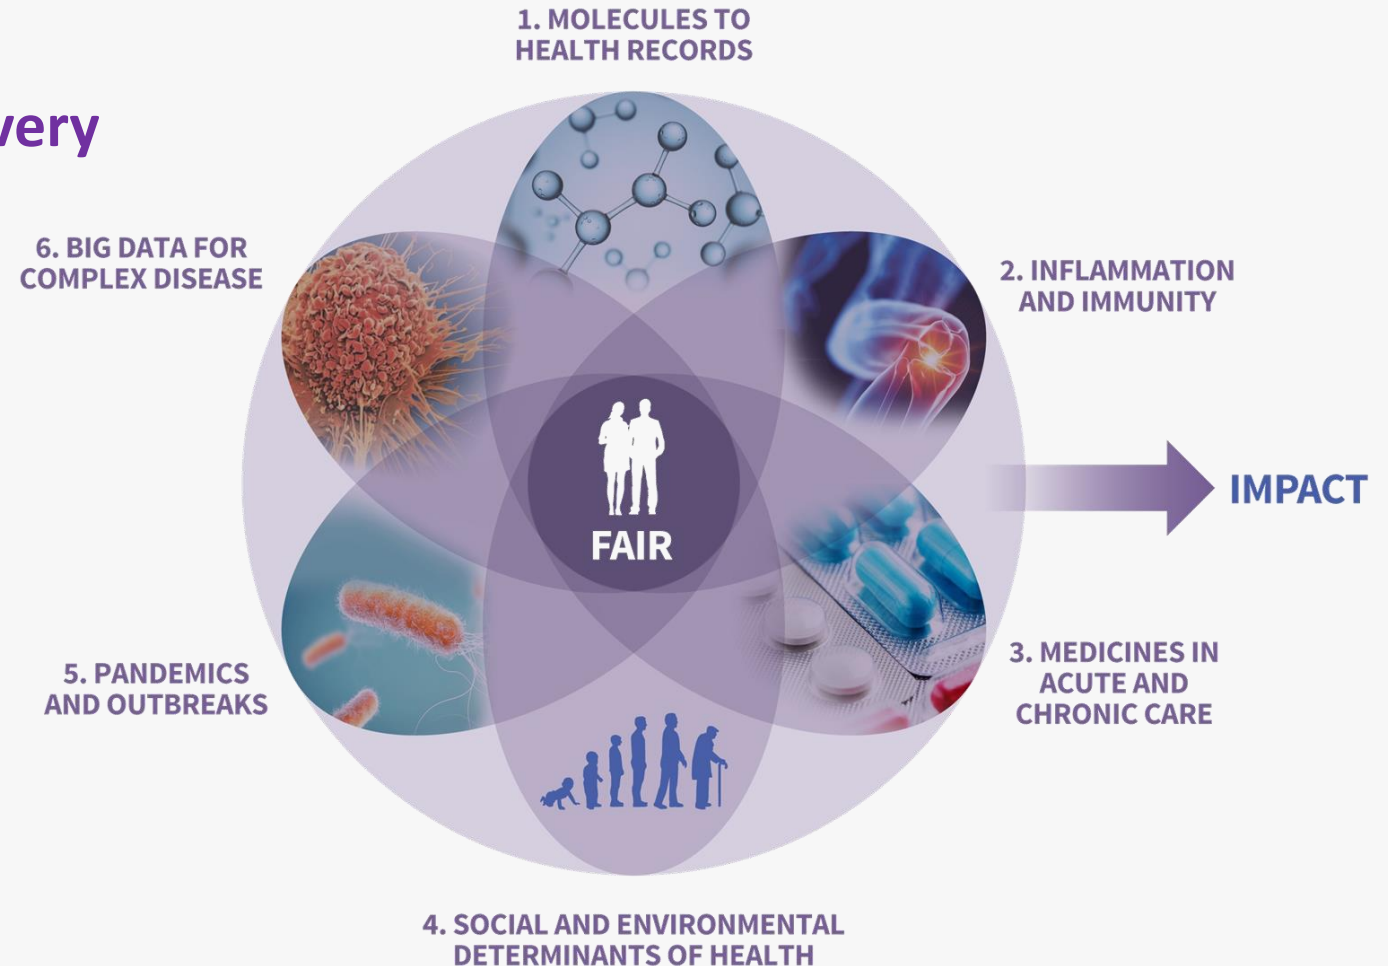 1. MOLECULES TO
HEALTH RECORDS
very
6. BIG DATA FOR
COMPLEX DISEASE
2. INFLAMMATION
AND IMMUNITY
FAIR
IMPACT
3. MEDICINES IN
ACUTE AND
CHRONIC CARE
5. PANDEMICS
AND OUTBREAKS
4. SOCIAL AND ENVIRONMENTAL
DETERMINANTS OF HEALTH